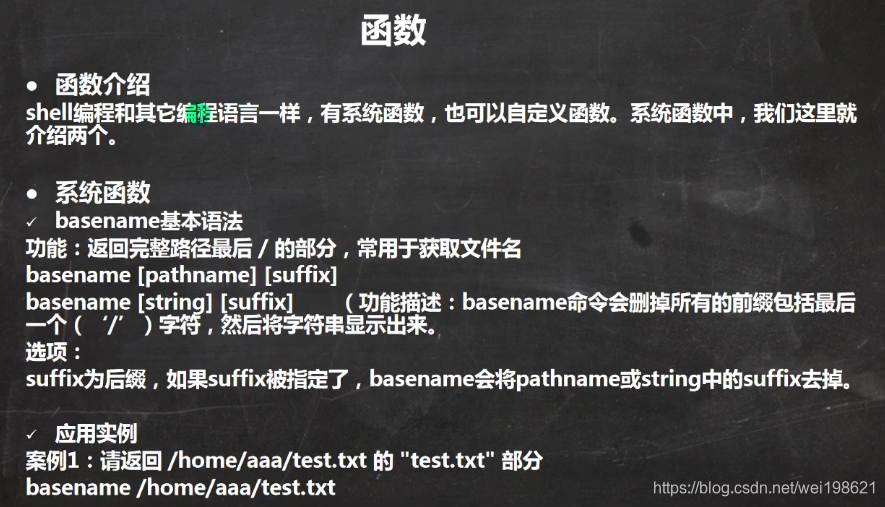 函数
● 函数介绍
shell编程和其它编程语言一样，有系统函数，也可以自定义函数。系统函数中，我们这里就
介绍两个。
● 系统函数
✓ basename基本语法
功能：返回完整路径最后 / 的部分，常用于获取文件名
basename [pathname] [suffix]
basename [string] [suffix] （功能描述：basename命令会删掉所有的前缀包括最后
一个（ ‘/’ ）字符，然后将字符串显示出来。
选项：
suffix为后缀，如果suffix被指定了，basename会将pathname或string中的suffix去掉。
✓ 应用实例
案例1：请返回 /home/aaa/test.txt 的 "test.txt" 部分
basename /home/aaa/test.txt
https://blog.csdn.net/wei198621